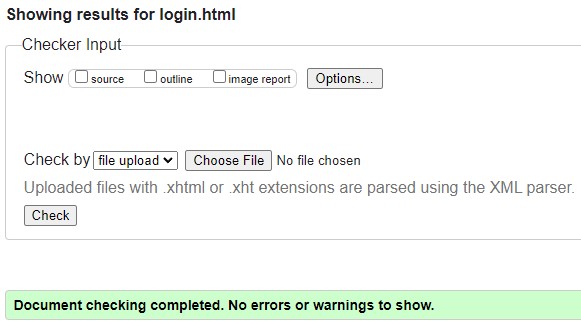 Showing results for login.html
Checker Input
Show source outline image report Options...
Check by file upload Choose File No file chosen
Uploaded files with .xhtml or .xht extensions are parsed using the XML parser.
Check
Document checking completed. No errors or warnings to show.